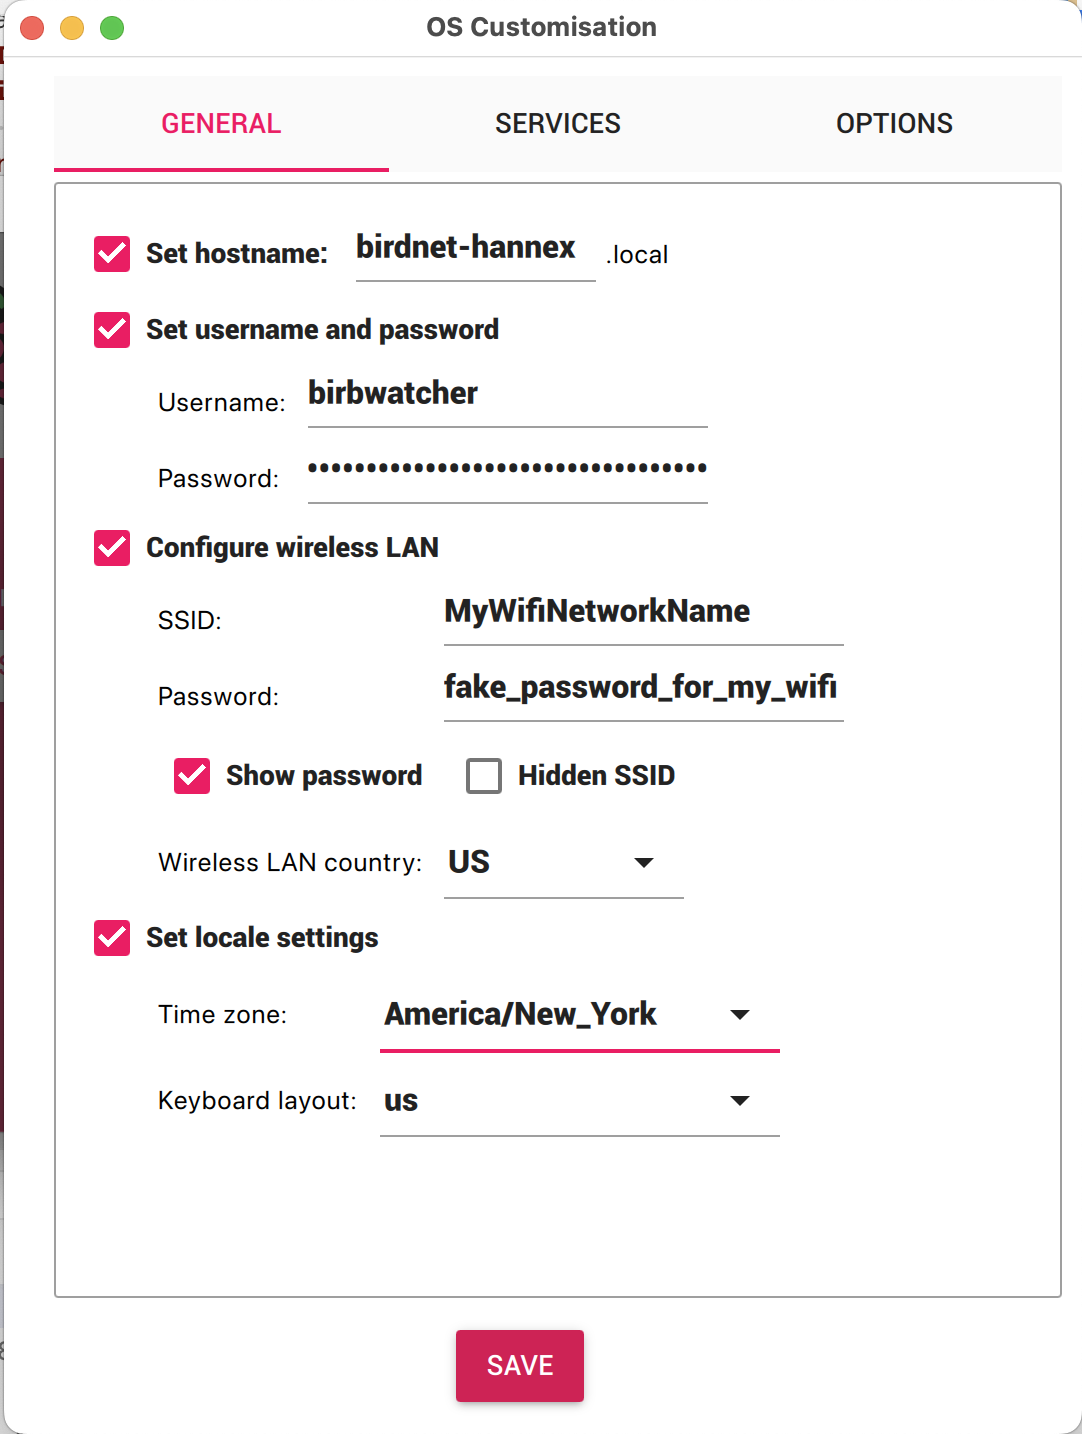 OS Customisation
GENERAL SERVICES OPTIONS
Set hostname: birdnet-hannex .local
Set username and password
Username: birbwatcher
Password: ••••••••••••••••••••••••••••••••••
Configure wireless LAN
SSID: MyWifiNetworkName
Password: fake_password_for_my_wifi
Show password Hidden SSID
Wireless LAN country: US
Set locale settings
Time zone: America/New_York
Keyboard layout: us
SAVE